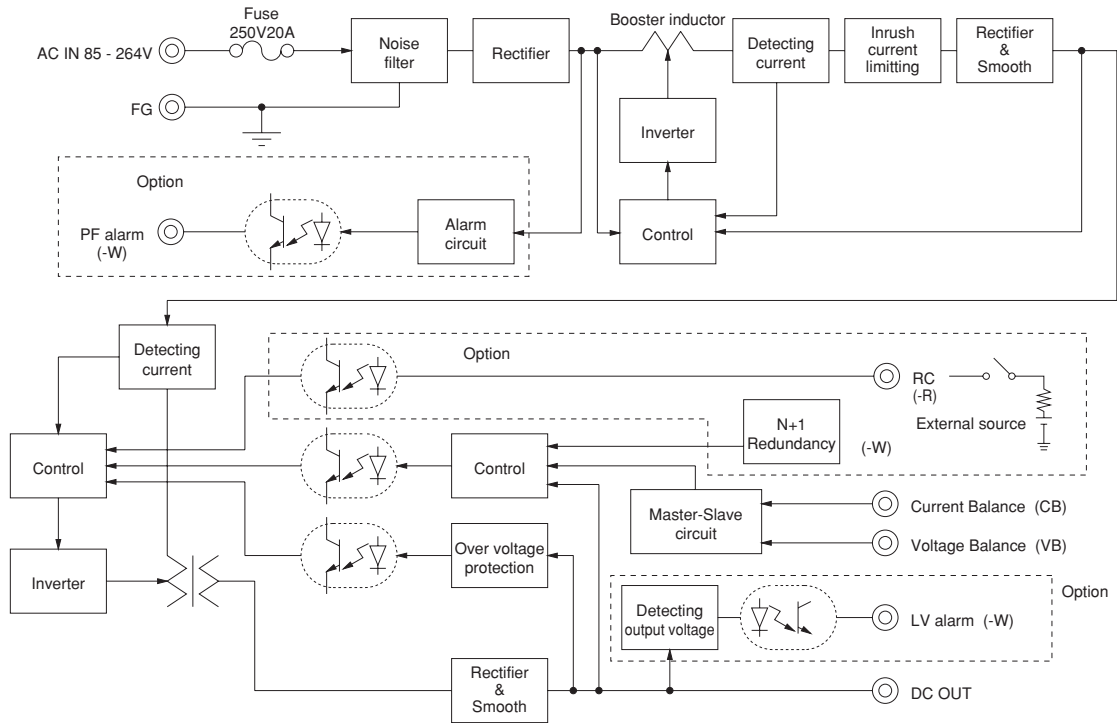 Fuse
250V20A
AC IN 85 - 264V
Noise
filter
Rectifier
Booster inductor
Detecting
current
Inrush
current
limitting
Rectifier
&
Smooth
FG
Inverter
Option
PF alarm
(-W)
Alarm
circuit
Control
Detecting
current
Option
RC
(-R)
External source
N+1
Redundancy
(-W)
Control
Control
Master-Slave
circuit
Current Balance (CB)
Voltage Balance (VB)
Inverter
Over voltage
protection
Option
Detecting
output voltage
LV alarm (-W)
Rectifier
&
Smooth
DC OUT